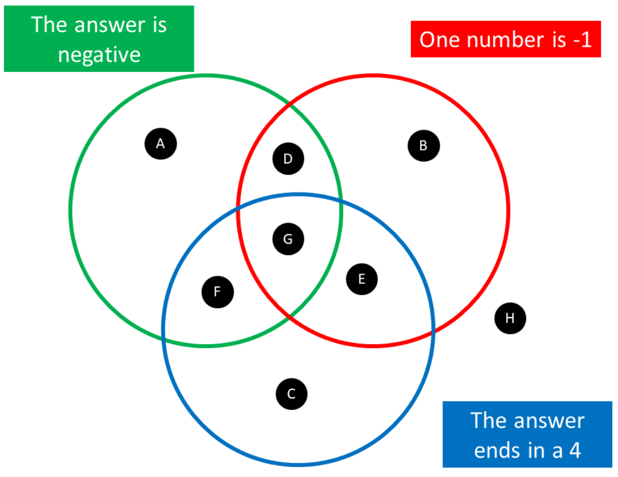 The answer is
negative
One number is -1
A
B
D
G
F
E
H
C
The answer
ends in a 4